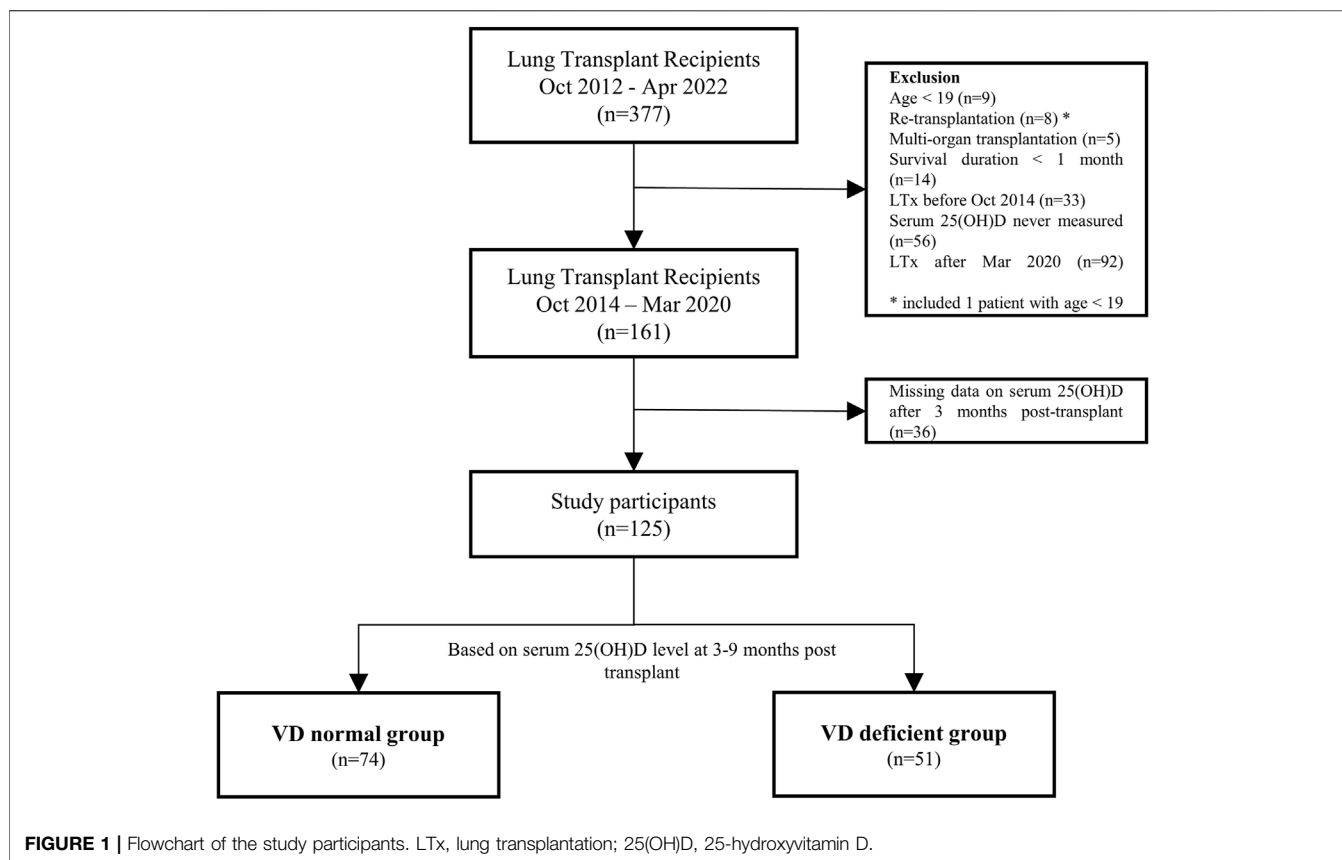 Lung Transplant Recipients
Oct 2012 - Apr 2022
(n=377)
Exclusion
Age < 19 (n=9)
Re-transplantation (n=8) *
Multi-organ transplantation (n=5)
Survival duration < 1 month
(n=14)
LTx before Oct 2014 (n=33)
Serum 25(OH)D never measured
(n=56)
LTx after Mar 2020 (n=92)
* included 1 patient with age < 19
Lung Transplant Recipients
Oct 2014 – Mar 2020
(n=161)
Missing data on serum 25(OH)D
after 3 months post-transplant
(n=36)
Study participants
(n=125)
Based on serum 25(OH)D level at 3-9 months post
transplant
VD normal group
(n=74)
VD deficient group
(n=51)
FIGURE 1 | Flowchart of the study participants. LTx, lung transplantation; 25(OH)D, 25-hydroxyvitamin D.